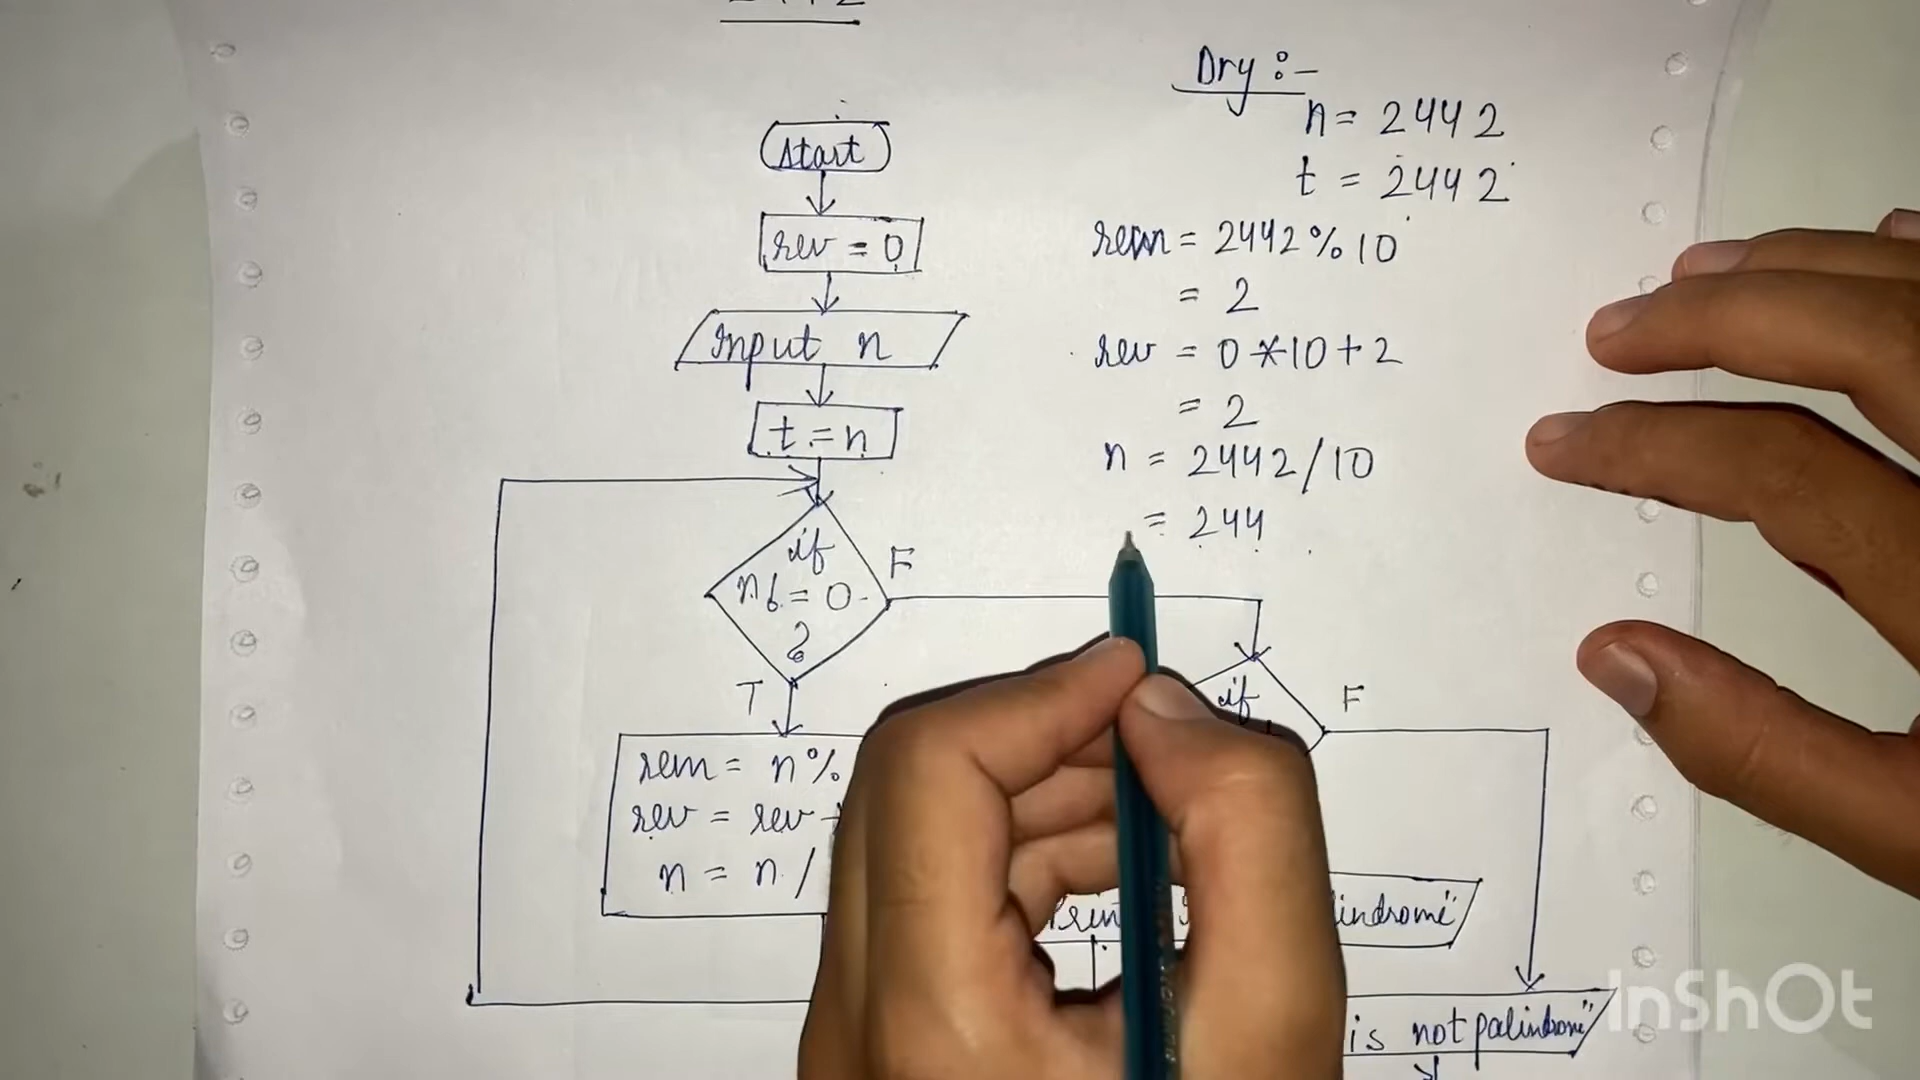 Start
rev = 0
Input n
t = n
if
n != 0
?
F
T
rem = n%
rev = rev
n = n /
if
F
Print
lindrome"
is not palindrome"
Dry :-
n = 2442
t = 2442
rem = 2442 % 10
= 2
rev = 0 * 10 + 2
= 2
n = 2442 / 10
= 244
InShOt